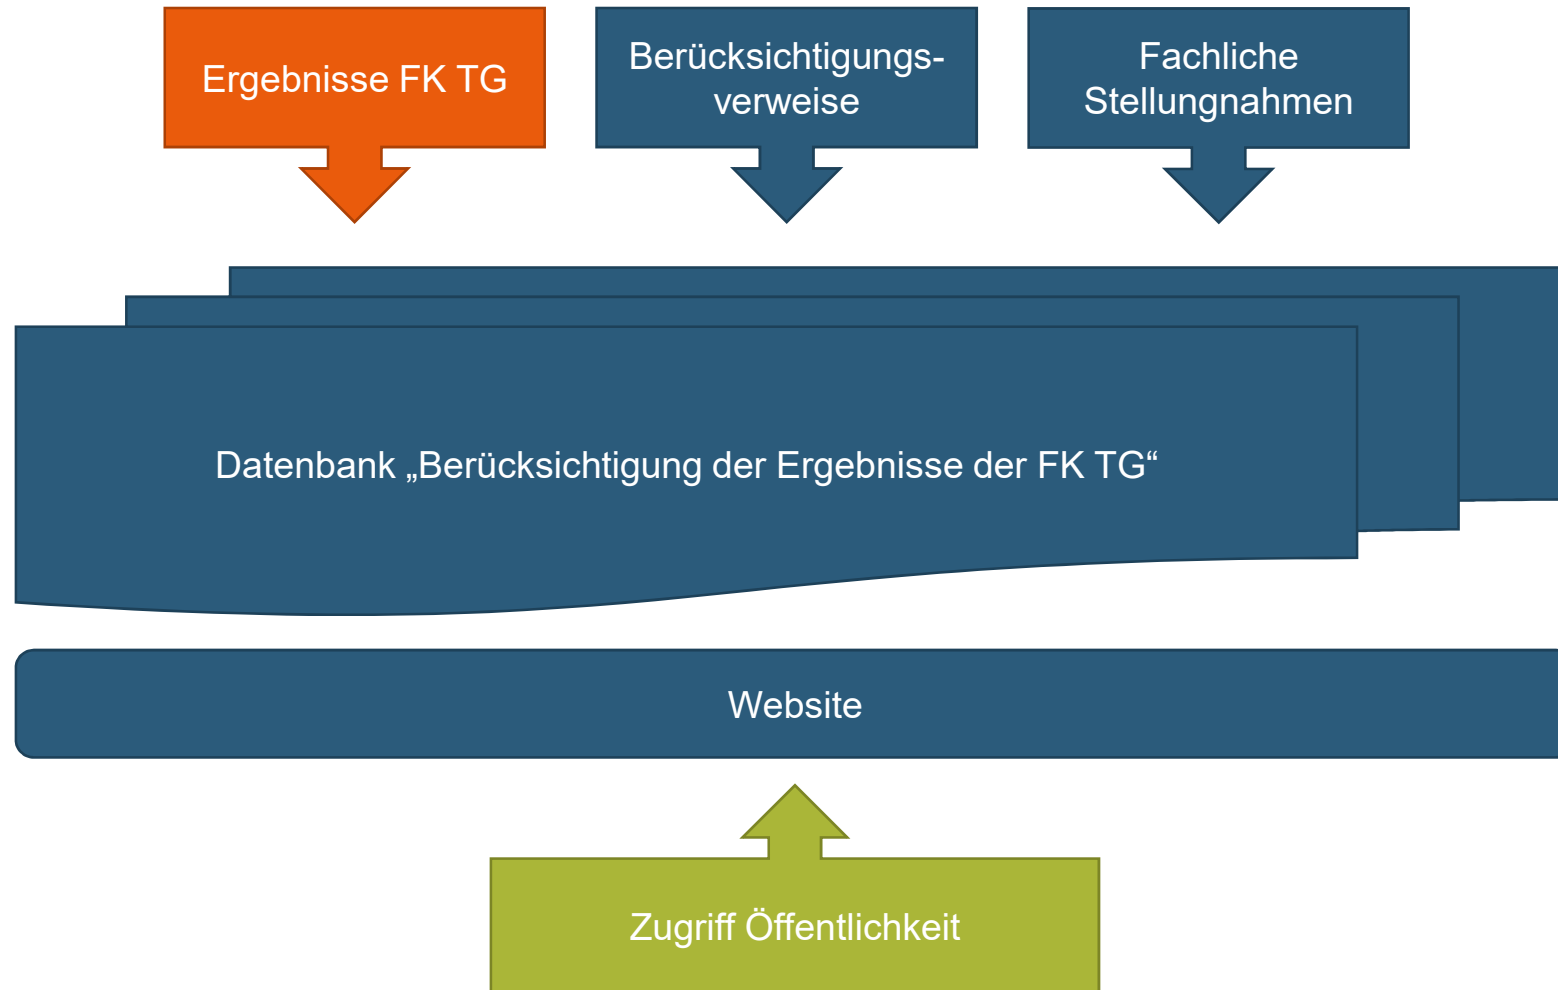 Ergebnisse FK TG
Berücksichtigungs-
verweise
Fachliche
Stellungnahmen
Datenbank „Berücksichtigung der Ergebnisse der FK TG“
Website
Zugriff Öffentlichkeit